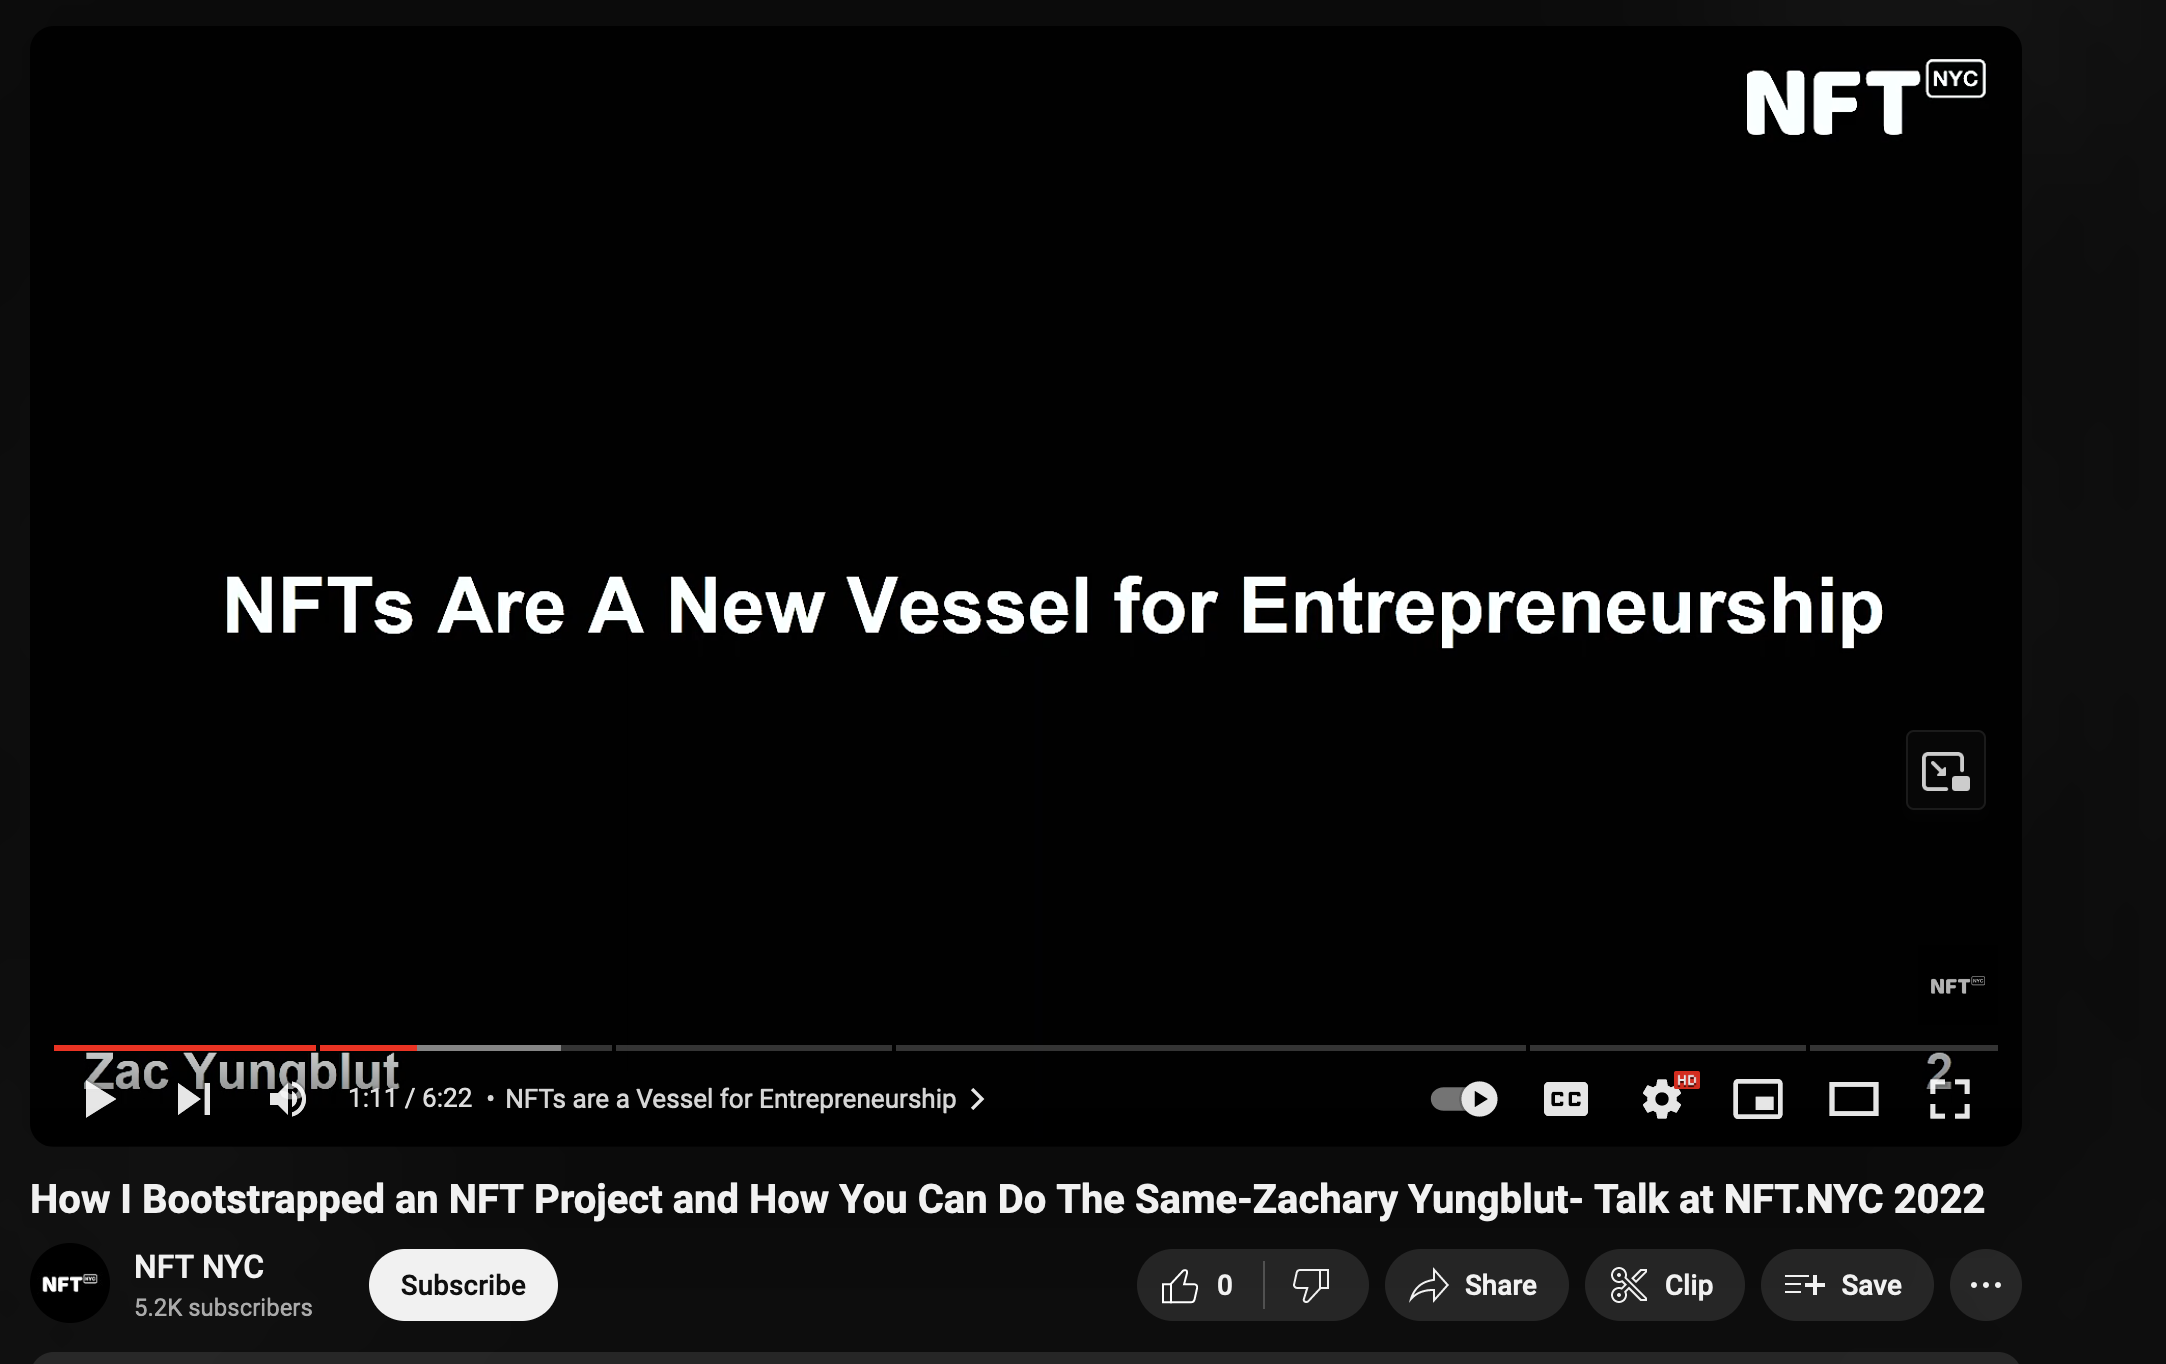 NFT NYC
NFTs Are A New Vessel for Entrepreneurship
NFT NYC
Zac Yungblut
2
1:11 / 6:22 • NFTs are a Vessel for Entrepreneurship
CC
HD
How I Bootstrapped an NFT Project and How You Can Do The Same-Zachary Yungblut- Talk at NFT.NYC 2022
NFT NYC
NFT NYC
5.2K subscribers
Subscribe
0
Share
Clip
Save